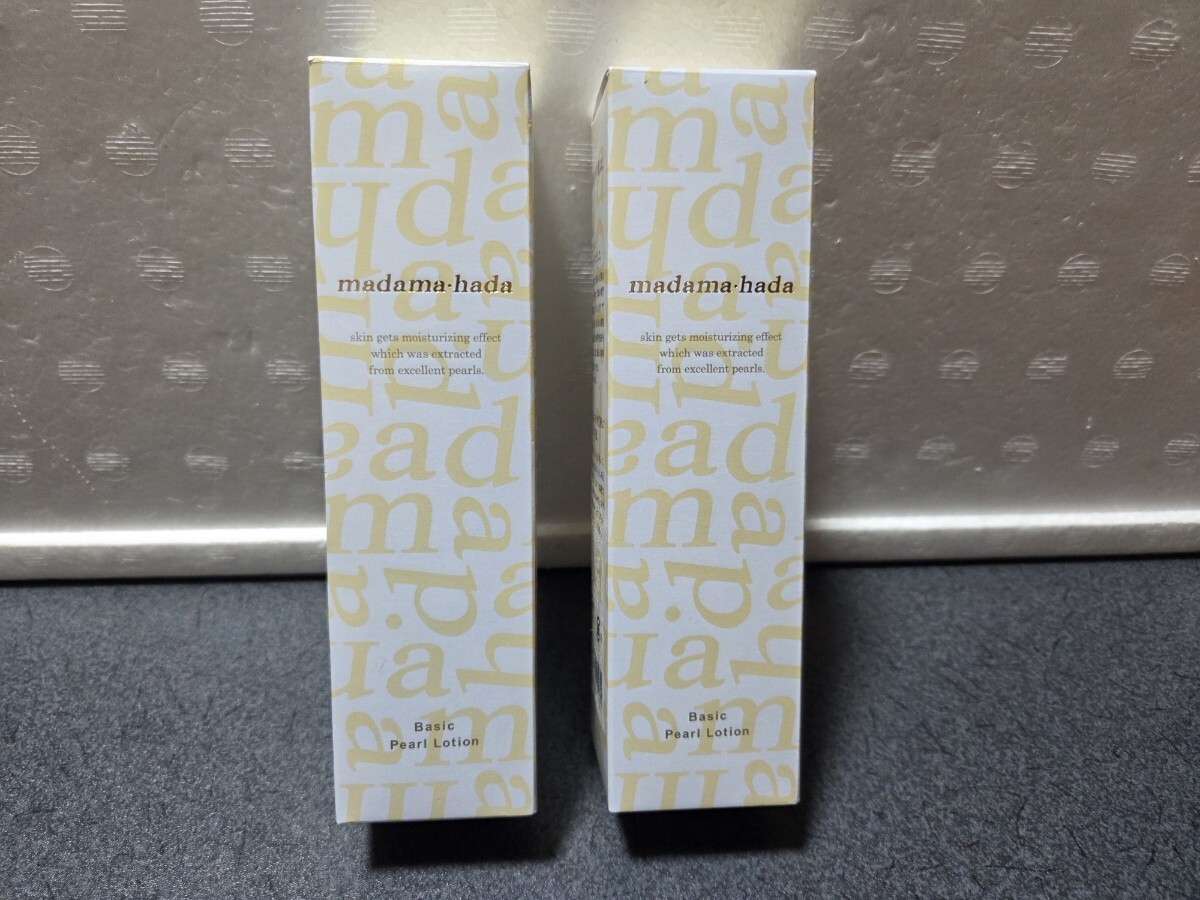 madama·hada
skin gets moisturizing effect
which was extracted
from excellent pearls.
Basic
Pearl Lotion
madama·hada
skin gets moisturizing effect
which was extracted
from excellent pearls.
Basic
Pearl Lotion